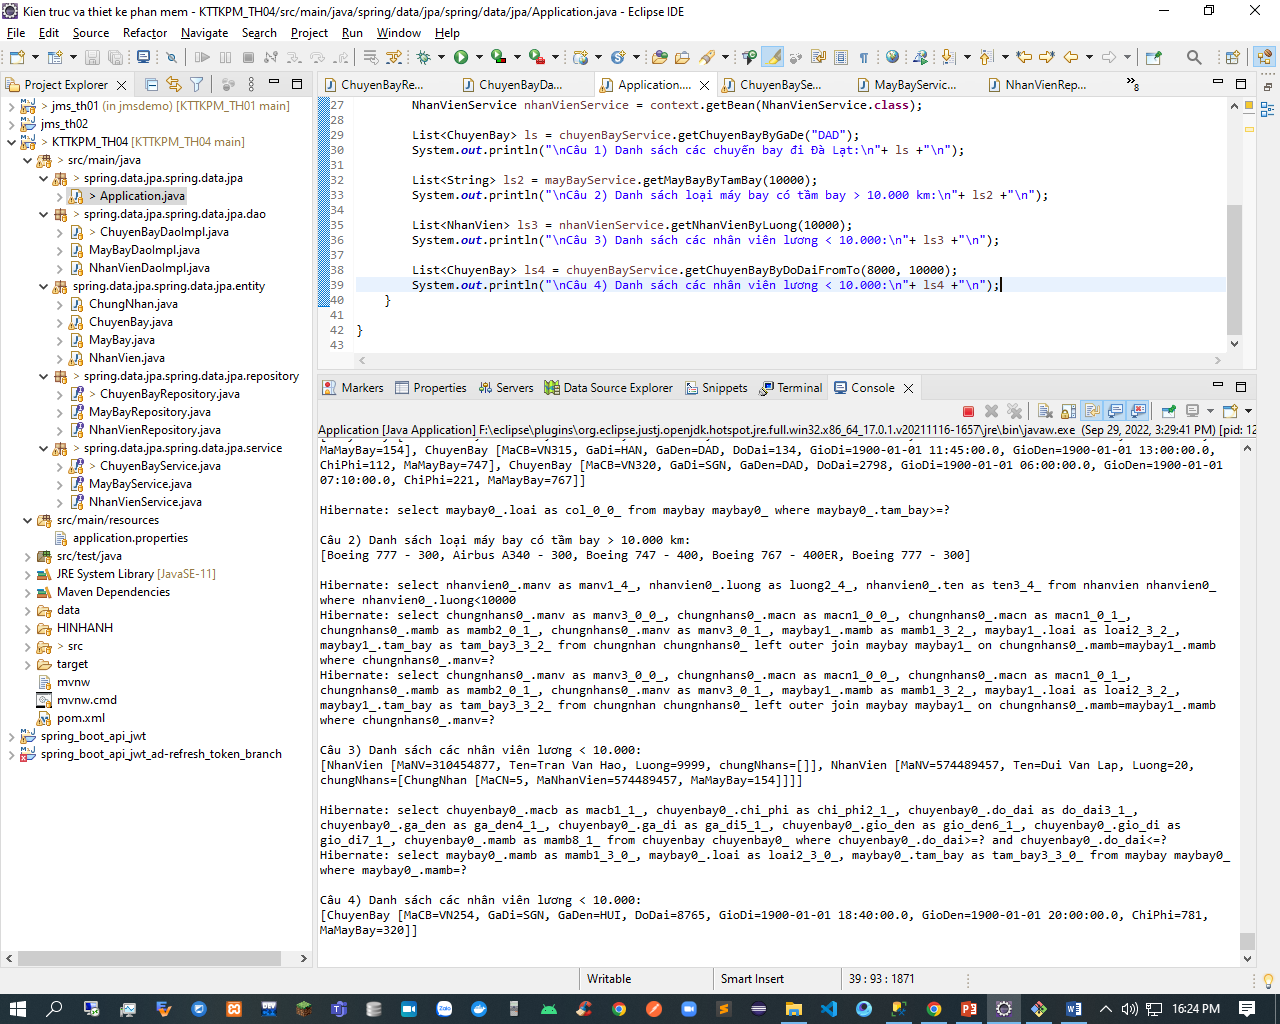 Kien truc va thiet ke phan mem - KTTKPM_TH04/src/main/java/spring/data/jpa/spring/data/jpa/Application.java - Eclipse IDE
File Edit Source Refactor Navigate Search Project Run Window Help
Project Explorer
> jms_th01 (in jmsdemo) [KTTKPM_TH01 main]
jms_th02
> KTTKPM_TH04 [KTTKPM_TH04 main]
> src/main/java
> spring.data.jpa.spring.data.jpa
> Application.java
> spring.data.jpa.spring.data.jpa.dao
> ChuyenBayDaoImpl.java
MayBayDaoImpl.java
NhanVienDaoImpl.java
spring.data.jpa.spring.data.jpa.entity
ChungNhan.java
ChuyenBay.java
MayBay.java
NhanVien.java
> spring.data.jpa.spring.data.jpa.repository
> ChuyenBayRepository.java
MayBayRepository.java
NhanVienRepository.java
> spring.data.jpa.spring.data.jpa.service
> ChuyenBayService.java
MayBayService.java
NhanVienService.java
src/main/resources
application.properties
src/test/java
JRE System Library [JavaSE-11]
Maven Dependencies
data
HINHANH
> src
target
mvnw
mvnw.cmd
pom.xml
spring_boot_api_jwt
spring_boot_api_jwt_ad-refresh_token_branch
ChuyenBayRe... ChuyenBayDa... Application.... ChuyenBaySe... MayBayServic... NhanVienRep... »8
27 NhanVienService nhanVienService = context.getBean(NhanVienService.class);
28
29 List<ChuyenBay> ls = chuyenBayService.getChuyenBayByGaDe("DAD");
30 System.out.println("\nCâu 1) Danh sách các chuyến bay đi Đà Lạt:\n"+ ls +"\n");
31
32 List<String> ls2 = mayBayService.getMayBayByTamBay(10000);
33 System.out.println("\nCâu 2) Danh sách loại máy bay có tầm bay > 10.000 km:\n"+ ls2 +"\n");
34
35 List<NhanVien> ls3 = nhanVienService.getNhanVienByLuong(10000);
36 System.out.println("\nCâu 3) Danh sách các nhân viên lương < 10.000:\n"+ ls3 +"\n");
37
38 List<ChuyenBay> ls4 = chuyenBayService.getChuyenBayByDoDaiFromTo(8000, 10000);
39 System.out.println("\nCâu 4) Danh sách các nhân viên lương < 10.000:\n"+ ls4 +"\n");
40 }
41
42 }
43
Markers Properties Servers Data Source Explorer Snippets Terminal Console
Application [Java Application] F:\eclipse\plugins\org.eclipse.justj.openjdk.hotspot.jre.full.win32.x86_64_17.0.1.v20211116-1657\jre\bin\javaw.exe (Sep 29, 2022, 3:29:41 PM) [pid: 12
MaMayBay=154], ChuyenBay [MaCB=VN315, GaDi=HAN, GaDen=DAD, DoDai=134, GioDi=1900-01-01 11:45:00.0, GioDen=1900-01-01 13:00:00.0,
ChiPhi=112, MaMayBay=747], ChuyenBay [MaCB=VN320, GaDi=SGN, GaDen=DAD, DoDai=2798, GioDi=1900-01-01 06:00:00.0, GioDen=1900-01-01
07:10:00.0, ChiPhi=221, MaMayBay=767]]
Hibernate: select maybay0_.loai as col_0_0_ from maybay maybay0_ where maybay0_.tam_bay>=?
Câu 2) Danh sách loại máy bay có tầm bay > 10.000 km:
[Boeing 777 - 300, Airbus A340 - 300, Boeing 747 - 400, Boeing 767 - 400ER, Boeing 777 - 300]
Hibernate: select nhanvien0_.manv as manv1_4_, nhanvien0_.luong as luong2_4_, nhanvien0_.ten as ten3_4_ from nhanvien nhanvien0_
where nhanvien0_.luong<10000
Hibernate: select chungnhans0_.manv as manv3_0_0_, chungnhans0_.macn as macn1_0_0_, chungnhans0_.macn as macn1_0_1_,
chungnhans0_.mamb as mamb2_0_1_, chungnhans0_.manv as manv3_0_1_, maybay1_.mamb as mamb1_3_2_, maybay1_.loai as loai2_3_2_,
maybay1_.tam_bay as tam_bay3_3_2_ from chungnhan chungnhans0_ left outer join maybay maybay1_ on chungnhans0_.mamb=maybay1_.mamb
where chungnhans0_.manv=?
Hibernate: select chungnhans0_.manv as manv3_0_0_, chungnhans0_.macn as macn1_0_0_, chungnhans0_.macn as macn1_0_1_,
chungnhans0_.mamb as mamb2_0_1_, chungnhans0_.manv as manv3_0_1_, maybay1_.mamb as mamb1_3_2_, maybay1_.loai as loai2_3_2_,
maybay1_.tam_bay as tam_bay3_3_2_ from chungnhan chungnhans0_ left outer join maybay maybay1_ on chungnhans0_.mamb=maybay1_.mamb
where chungnhans0_.manv=?
Câu 3) Danh sách các nhân viên lương < 10.000:
[NhanVien [MaNV=310454877, Ten=Tran Van Hao, Luong=9999, chungNhans=[]], NhanVien [MaNV=574489457, Ten=Dui Van Lap, Luong=20,
chungNhans=[ChungNhan [MaCN=5, MaNhanVien=574489457, MaMayBay=154]]]]
Hibernate: select chuyenbay0_.macb as macb1_1_, chuyenbay0_.chi_phi as chi_phi2_1_, chuyenbay0_.do_dai as do_dai3_1_,
chuyenbay0_.ga_den as ga_den4_1_, chuyenbay0_.ga_di as ga_di5_1_, chuyenbay0_.gio_den as gio_den6_1_, chuyenbay0_.gio_di as
gio_di7_1_, chuyenbay0_.mamb as mamb8_1_ from chuyenbay chuyenbay0_ where chuyenbay0_.do_dai>=? and chuyenbay0_.do_dai<=?
Hibernate: select maybay0_.mamb as mamb1_3_0_, maybay0_.loai as loai2_3_0_, maybay0_.tam_bay as tam_bay3_3_0_ from maybay maybay0_
where maybay0_.mamb=?
Câu 4) Danh sách các nhân viên lương < 10.000:
[ChuyenBay [MaCB=VN254, GaDi=SGN, GaDen=HUI, DoDai=8765, GioDi=1900-01-01 18:40:00.0, GioDen=1900-01-01 20:00:00.0, ChiPhi=781,
MaMayBay=320]]
Writable Smart Insert 39 : 93 : 1871
16:24 PM